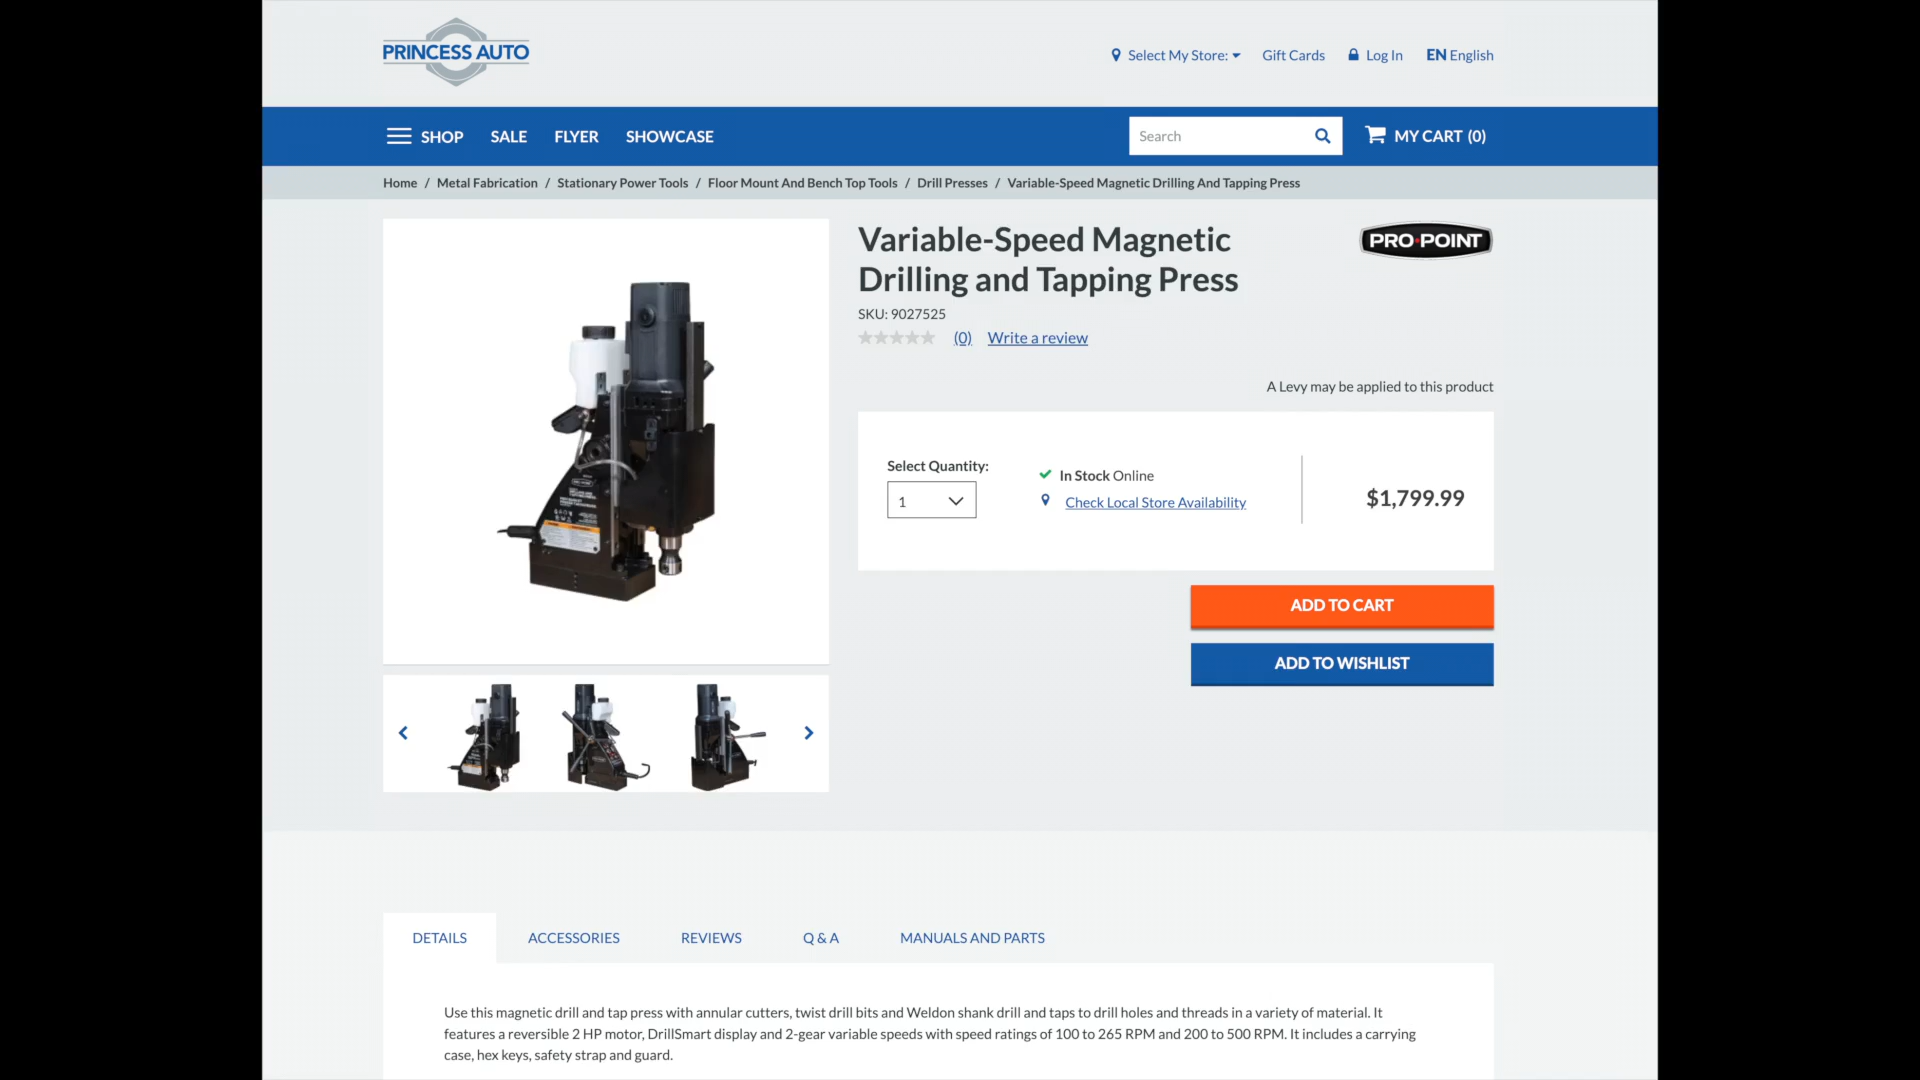 PRINCESS AUTO
Select My Store:
Gift Cards
Log In
EN English
SHOP
SALE
FLYER
SHOWCASE
Search
MY CART (0)
Home / Metal Fabrication / Stationary Power Tools / Floor Mount And Bench Top Tools / Drill Presses / Variable-Speed Magnetic Drilling And Tapping Press
Variable-Speed Magnetic
Drilling and Tapping Press
PRO•POINT
SKU: 9027525
(0) Write a review
A Levy may be applied to this product
Select Quantity:
1
In Stock Online
Check Local Store Availability
$1,799.99
ADD TO CART
ADD TO WISHLIST
DETAILS
ACCESSORIES
REVIEWS
Q & A
MANUALS AND PARTS
Use this magnetic drill and tap press with annular cutters, twist drill bits and Weldon shank drill and taps to drill holes and threads in a variety of material. It
features a reversible 2 HP motor, DrillSmart display and 2-gear variable speeds with speed ratings of 100 to 265 RPM and 200 to 500 RPM. It includes a carrying
case, hex keys, safety strap and guard.